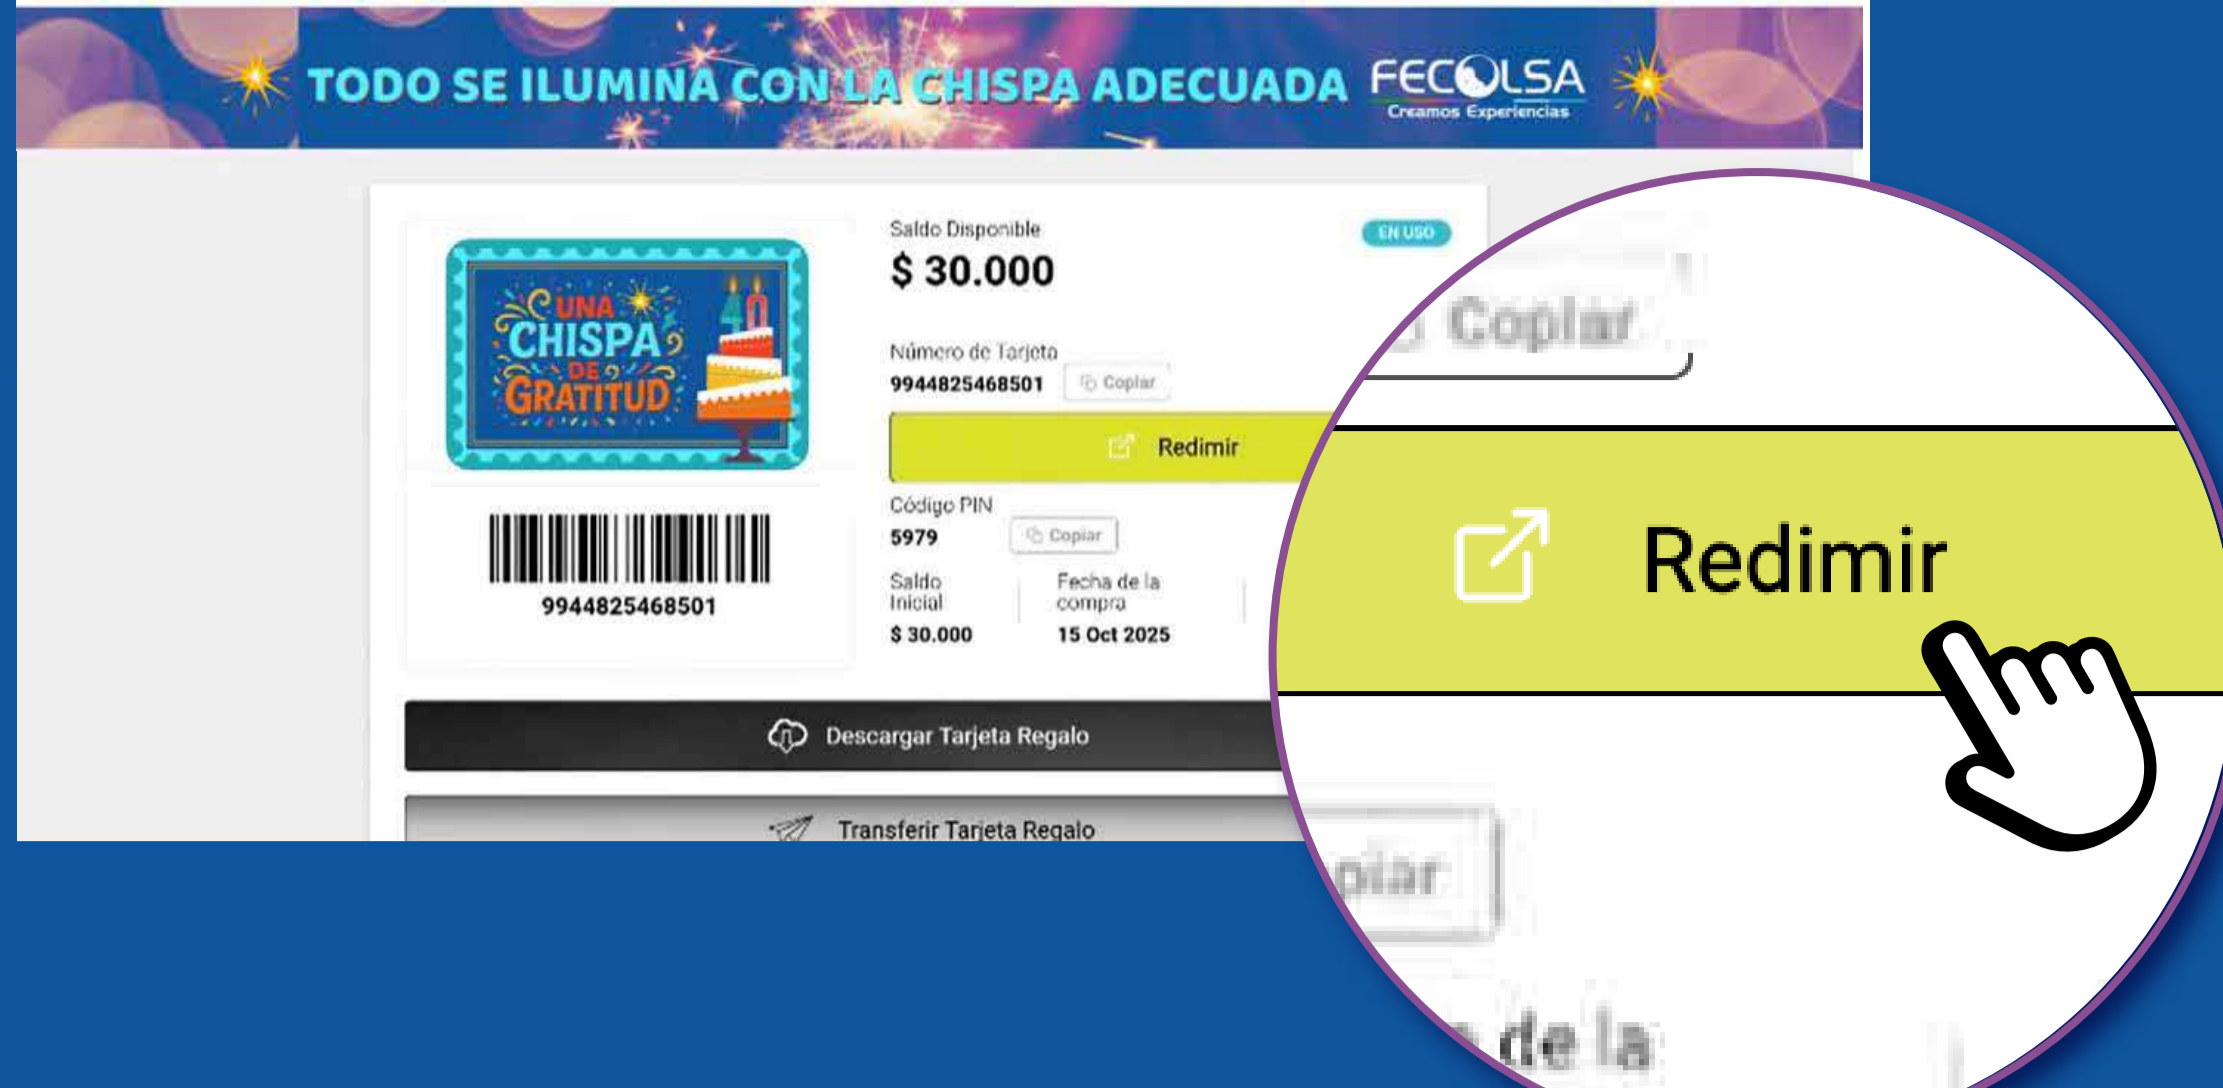 TODO SE ILUMINA CON LA CHISPA ADECUADA
FECOLSA
Creamos Experiencias
UNA
CHISPA
DE
GRATITUD
40
9944825468501
Saldo Disponible
EN USO
$ 30.000
Número de Tarjeta
9944825468501 Copiar
Redimir
Código PIN
5979 Copiar
Saldo Inicial
$ 30.000
Fecha de la compra
15 Oct 2025
Descargar Tarjeta Regalo
Transferir Tarjeta Regalo
Copiar
Redimir
piar
de la